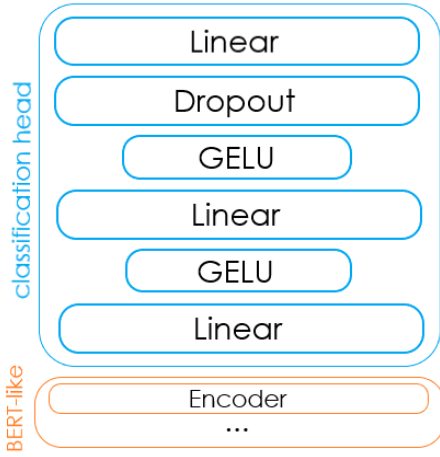 classification head
Linear
Dropout
GELU
Linear
GELU
Linear
BERT-like
Encoder
...